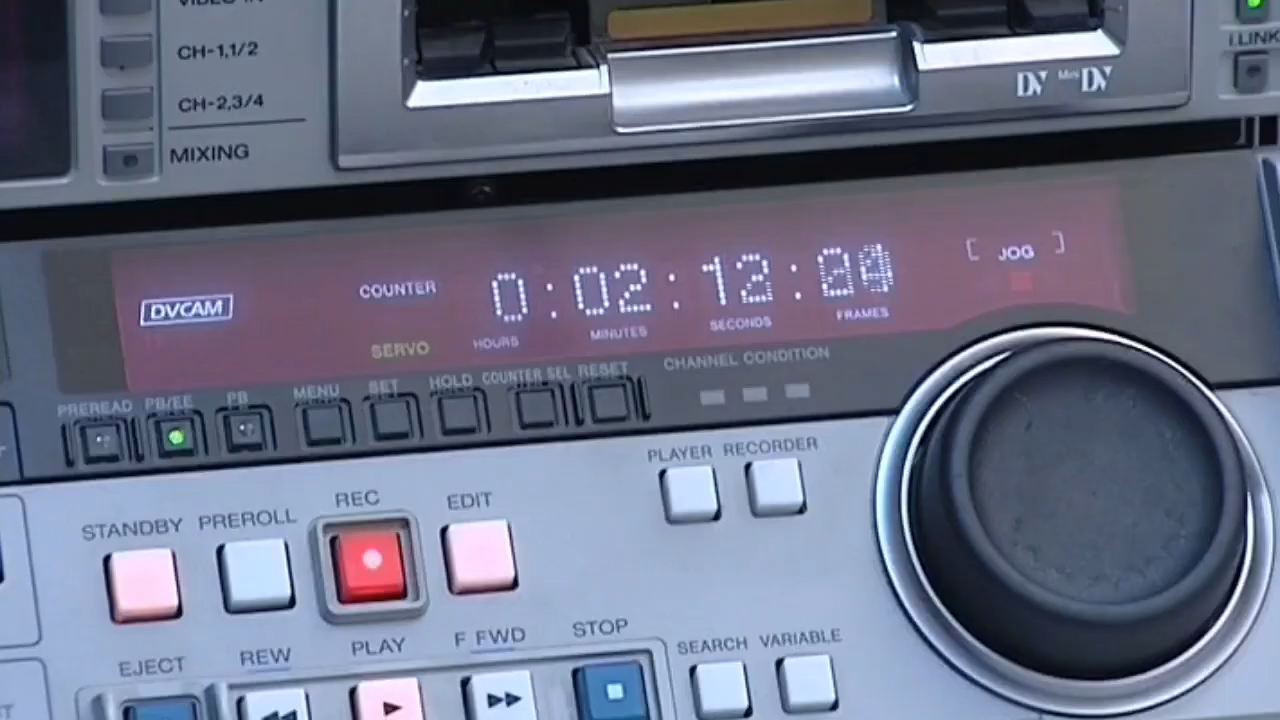 VIDEO IN
CH-1,1/2
CH-2,3/4
MIXING
DV Mini DV
i.LINK
DVCAM
COUNTER 0:02:12:
HOURS MINUTES SECONDS FRAMES
[ JOG ]
SERVO
CHANNEL CONDITION
PREREAD PB/EE PB MENU SET HOLD COUNTER SEL RESET
PLAYER RECORDER
STANDBY PREROLL REC EDIT
EJECT REW PLAY F FWD STOP
SEARCH VARIABLE